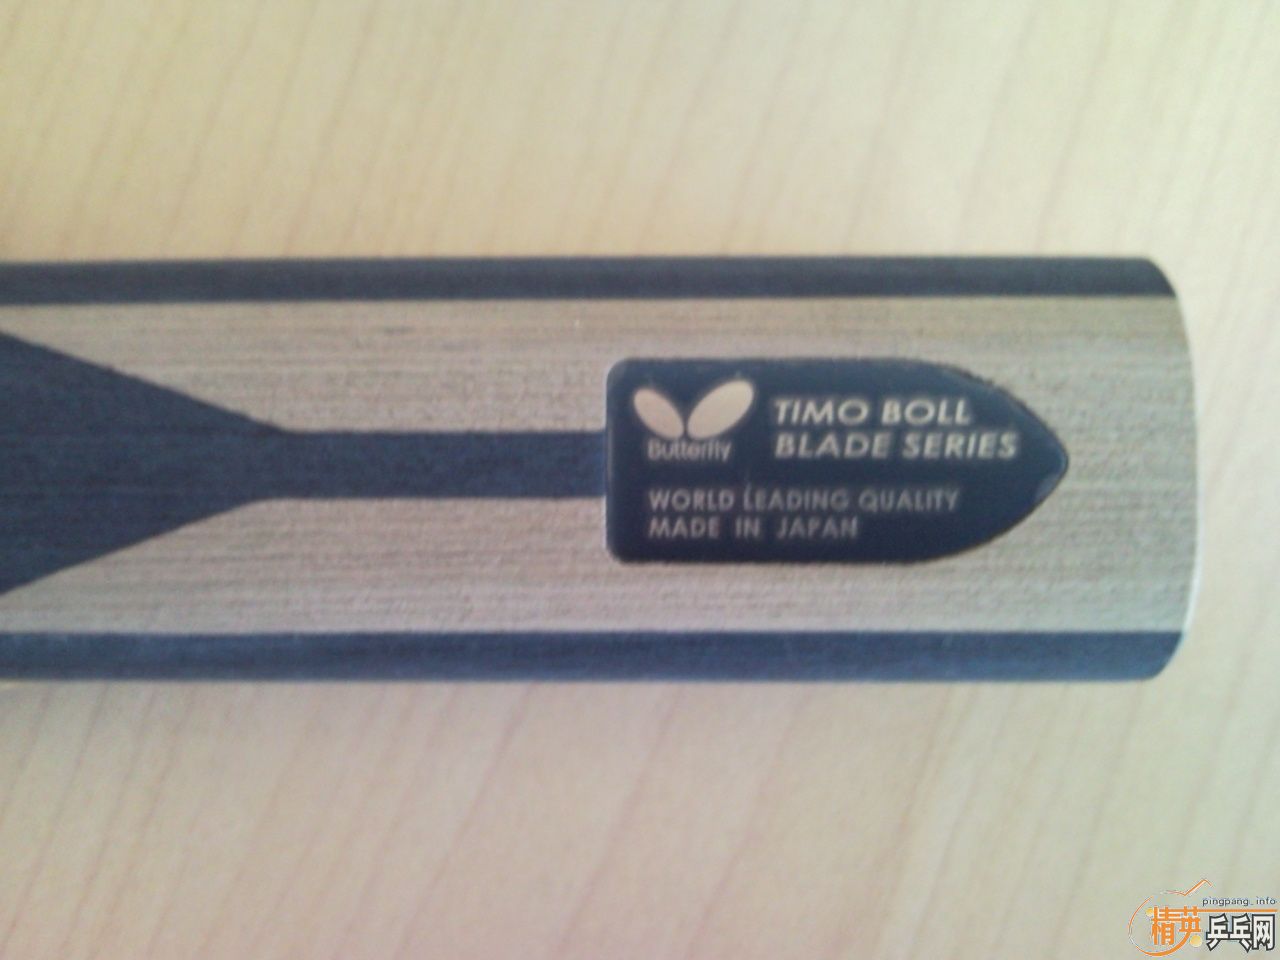 Butterfly
TIMO BOLL
BLADE SERIES
WORLD LEADING QUALITY
MADE IN JAPAN
pingpang.info
精英乒乓网